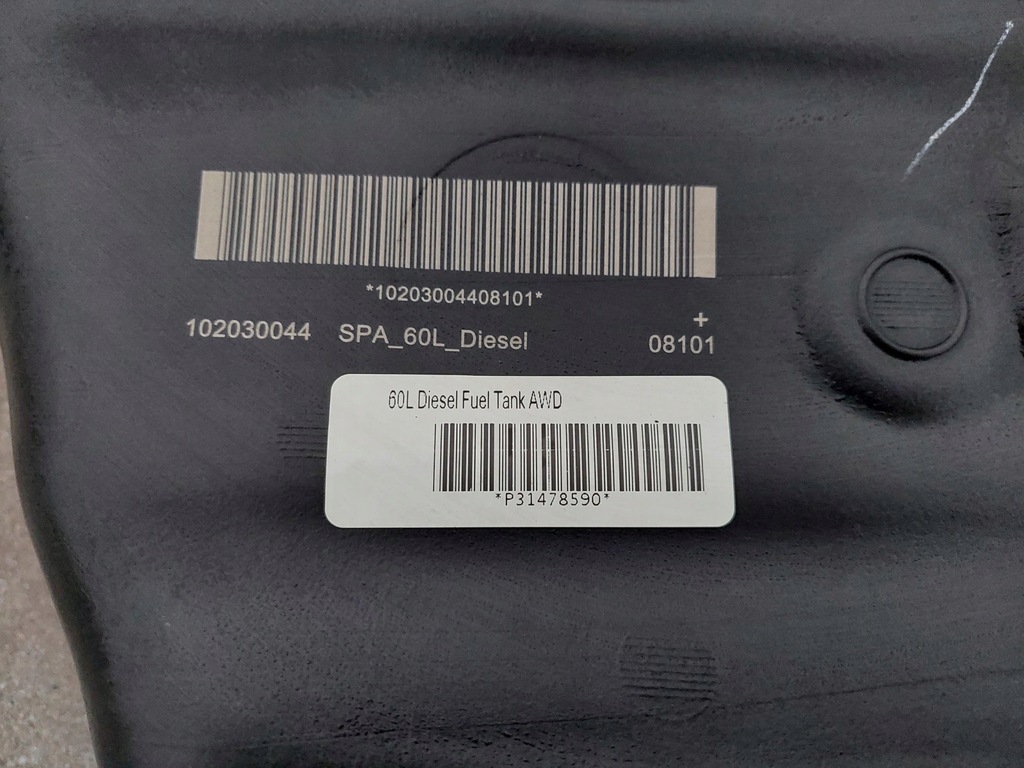 *10203004408101*
102030044 SPA_60L_Diesel +
08101
60L Diesel Fuel Tank AWD
*P31478590*